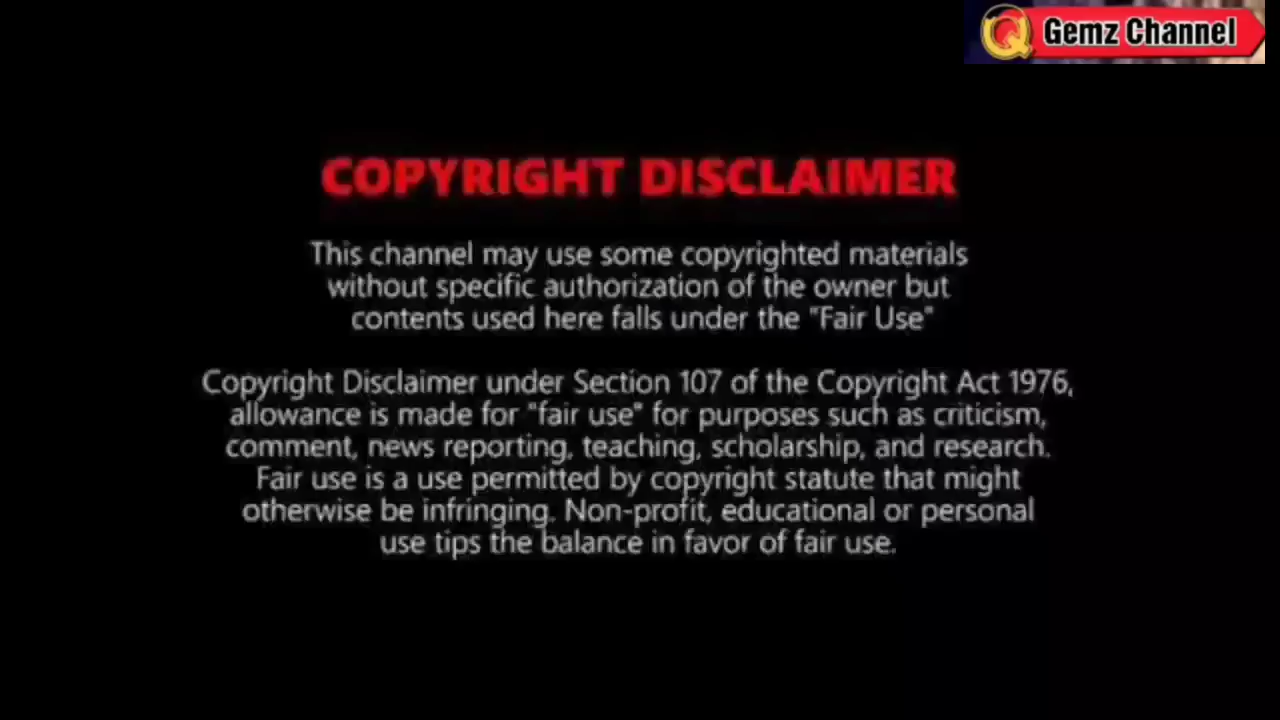 Gemz Channel
COPYRIGHT DISCLAIMER
This channel may use some copyrighted materials
without specific authorization of the owner but
contents used here falls under the "Fair Use"
Copyright Disclaimer under Section 107 of the Copyright Act 1976,
allowance is made for "fair use" for purposes such as criticism,
comment, news reporting, teaching, scholarship, and research.
Fair use is a use permitted by copyright statute that might
otherwise be infringing. Non-profit, educational or personal
use tips the balance in favor of fair use.